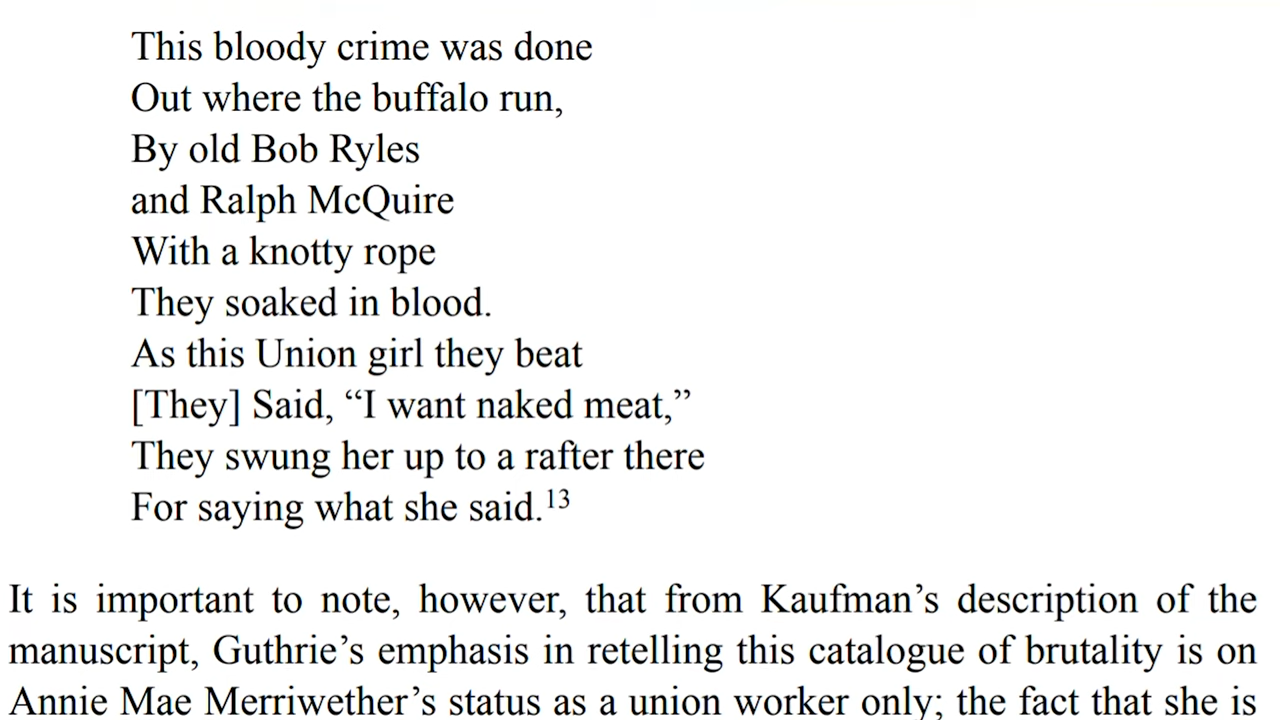 This bloody crime was done
Out where the buffalo run,
By old Bob Ryles
and Ralph McQuire
With a knotty rope
They soaked in blood.
As this Union girl they beat
[They] Said, “I want naked meat,”
They swung her up to a rafter there
For saying what she said.13
It is important to note, however, that from Kaufman’s description of the
manuscript, Guthrie’s emphasis in retelling this catalogue of brutality is on
Annie Mae Merriwether’s status as a union worker only; the fact that she is